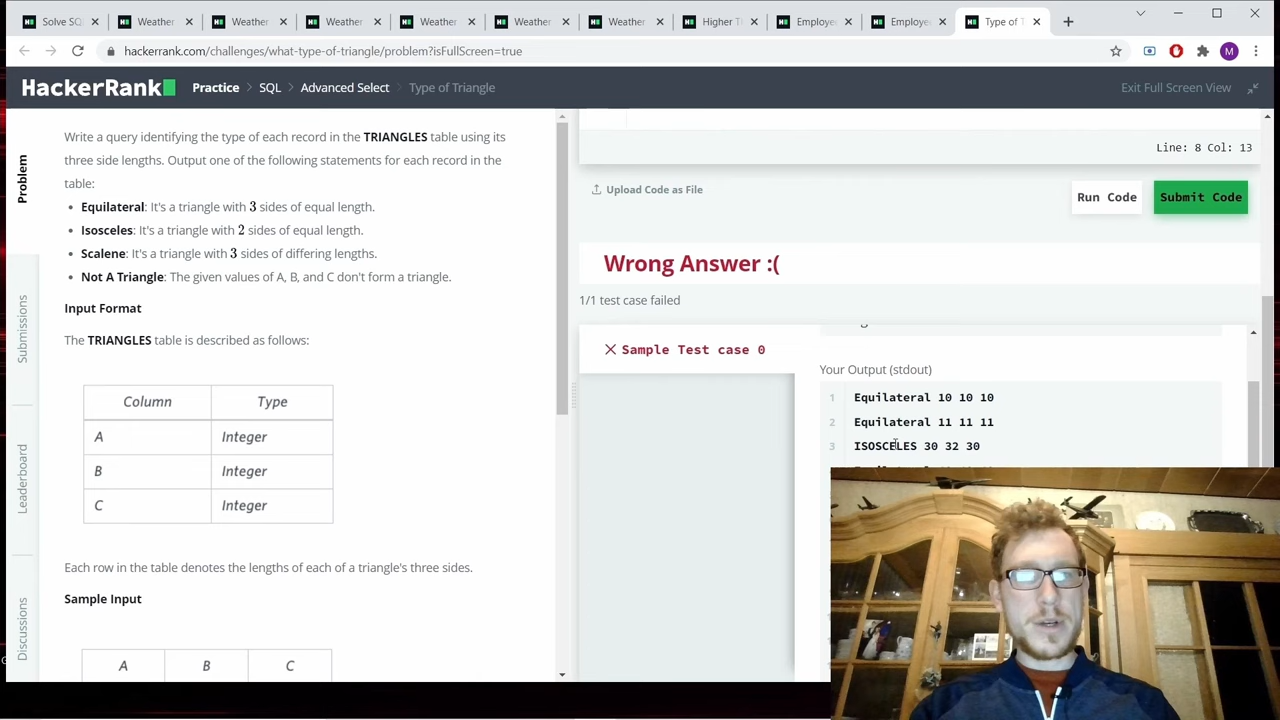 Solve SQ
Weather
Weather
Weather
Weather
Weather
Weather
Higher T
Employe
Employe
Type of T
hackerrank.com/challenges/what-type-of-triangle/problem?isFullScreen=true
M
HackerRank
Practice > SQL > Advanced Select > Type of Triangle
Exit Full Screen View
Problem
Submissions
Leaderboard
Discussions
Write a query identifying the type of each record in the TRIANGLES table using its
three side lengths. Output one of the following statements for each record in the
table:
• Equilateral: It's a triangle with 3 sides of equal length.
• Isosceles: It's a triangle with 2 sides of equal length.
• Scalene: It's a triangle with 3 sides of differing lengths.
• Not A Triangle: The given values of A, B, and C don't form a triangle.
Input Format
The TRIANGLES table is described as follows:
Column Type
A Integer
B Integer
C Integer
Each row in the table denotes the lengths of each of a triangle's three sides.
Sample Input
A B C
Line: 8 Col: 13
Upload Code as File
Run Code
Submit Code
Wrong Answer :(
1/1 test case failed
Sample Test case 0
Your Output (stdout)
1 Equilateral 10 10 10
2 Equilateral 11 11 11
3 ISOSCELES 30 32 30